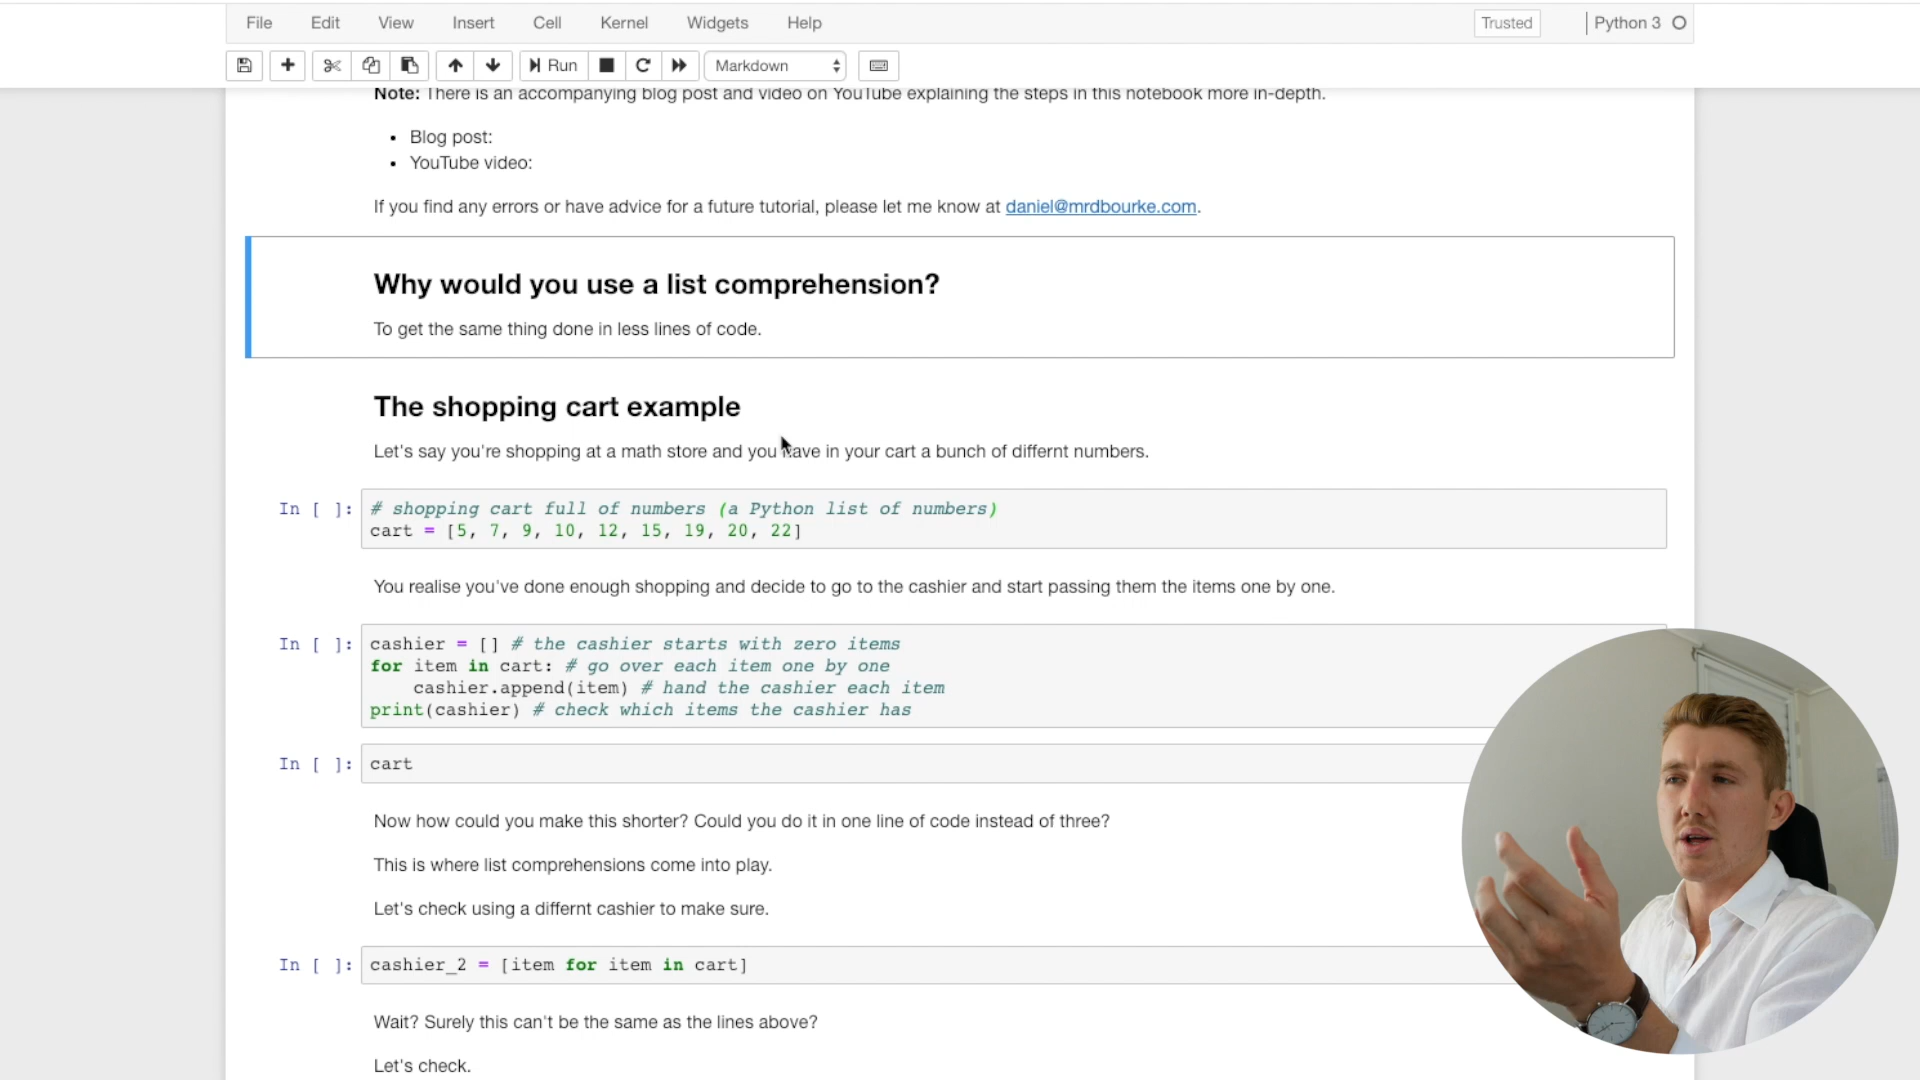 File Edit View Insert Cell Kernel Widgets Help Trusted Python 3
Run Markdown
Note: There is an accompanying blog post and video on YouTube explaining the steps in this notebook more in-depth.
• Blog post:
• YouTube video:
If you find any errors or have advice for a future tutorial, please let me know at daniel@mrdbourke.com.
Why would you use a list comprehension?
To get the same thing done in less lines of code.
The shopping cart example
Let's say you're shopping at a math store and you have in your cart a bunch of differnt numbers.
In [ ]: # shopping cart full of numbers (a Python list of numbers)
cart = [5, 7, 9, 10, 12, 15, 19, 20, 22]
You realise you've done enough shopping and decide to go to the cashier and start passing them the items one by one.
In [ ]: cashier = [] # the cashier starts with zero items
for item in cart: # go over each item one by one
    cashier.append(item) # hand the cashier each item
print(cashier) # check which items the cashier has
In [ ]: cart
Now how could you make this shorter? Could you do it in one line of code instead of three?
This is where list comprehensions come into play.
Let's check using a differnt cashier to make sure.
In [ ]: cashier_2 = [item for item in cart]
Wait? Surely this can't be the same as the lines above?
Let's check.